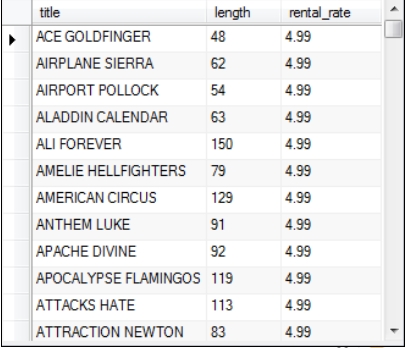 title length rental_rate
ACE GOLDFINGER 48 4.99
AIRPLANE SIERRA 62 4.99
AIRPORT POLLOCK 54 4.99
ALADDIN CALENDAR 63 4.99
ALI FOREVER 150 4.99
AMELIE HELLFIGHTERS 79 4.99
AMERICAN CIRCUS 129 4.99
ANTHEM LUKE 91 4.99
APACHE DIVINE 92 4.99
APOCALYPSE FLAMINGOS 119 4.99
ATTACKS HATE 113 4.99
ATTRACTION NEWTON 83 4.99